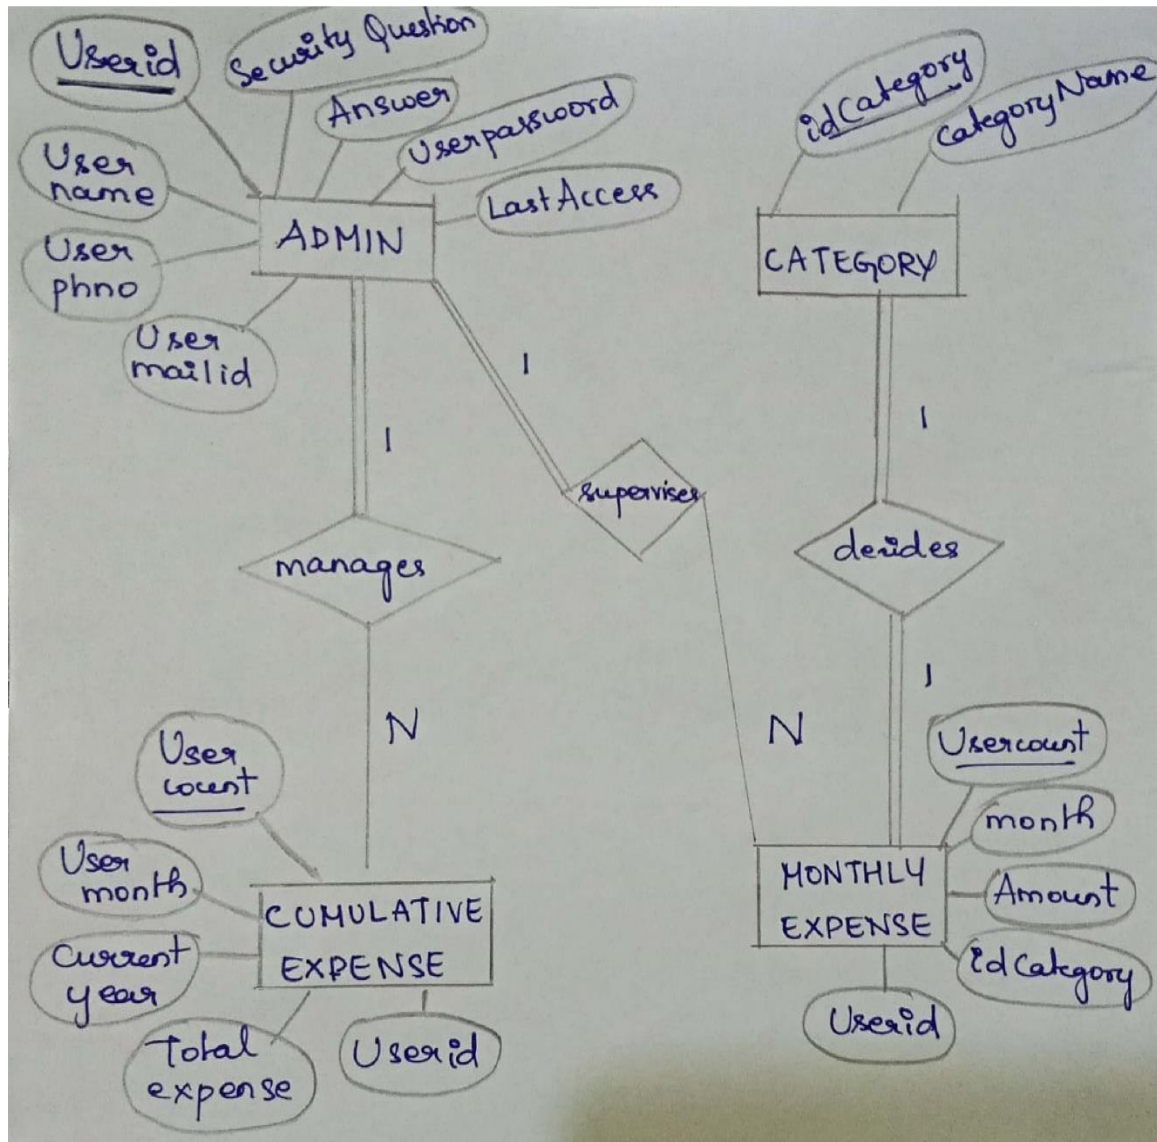 Userid
Security Question
Answer
Userpassword
LastAccess
User
name
User
phno
User
mailid
ADMIN
idCategory
CategoryName
CATEGORY
1
1
1
supervises
manages
decides
1
N
N
User
count
User
month
Current
year
Total
expense
Userid
CUMULATIVE
EXPENSE
Usercount
month
Amount
idCategory
Userid
MONTHLY
EXPENSE